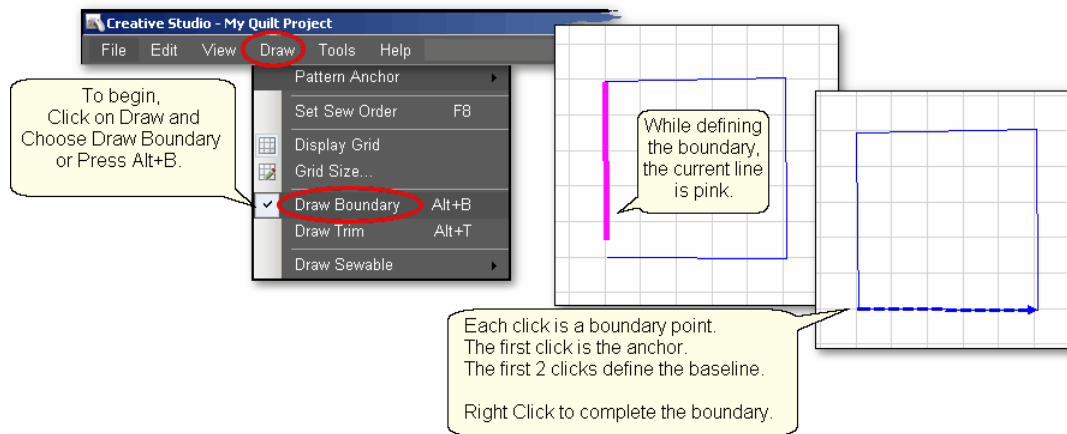 Creative Studio - My Quilt Project
File Edit View Draw Tools Help
Pattern Anchor
Set Sew Order F8
Display Grid
Grid Size...
Draw Boundary Alt+B
Draw Trim Alt+T
Draw Sewable
To begin,
Click on Draw and
Choose Draw Boundary
or Press Alt+B.
While defining
the boundary,
the current line
is pink.
Each click is a boundary point.
The first click is the anchor.
The first 2 clicks define the baseline.
Right Click to complete the boundary.